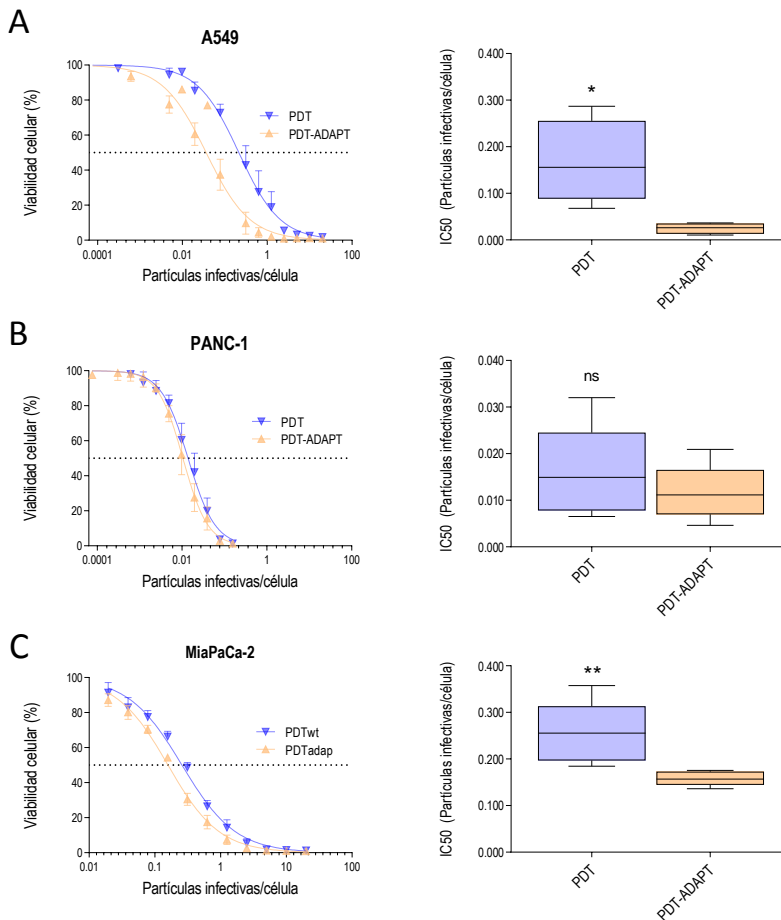 A
A549
Viabilidad celular (%)
100
80
60
40
20
0
PDT
PDT-ADAPT
0.0001
0.01
1
100
Partículas infectivas/célula
IC50 (Partículas infectivas/célula)
0.400
0.300
0.200
0.100
0.000
*
PDT
PDT-ADAPT
B
PANC-1
Viabilidad celular (%)
100
80
60
40
20
0
PDT
PDT-ADAPT
0.0001
0.01
1
100
Partículas infectivas/célula
IC50 (Partículas infectivas/célula)
0.040
0.030
0.020
0.010
0.000
ns
PDT
PDT-ADAPT
C
MiaPaCa-2
Viabilidad celular (%)
100
80
60
40
20
0
PDTwt
PDTadap
0.01
0.1
1
10
100
Partículas infectivas/célula
IC50 (Partículas infectivas/célula)
0.400
0.300
0.200
0.100
0.000
**
PDT
PDT-ADAPT